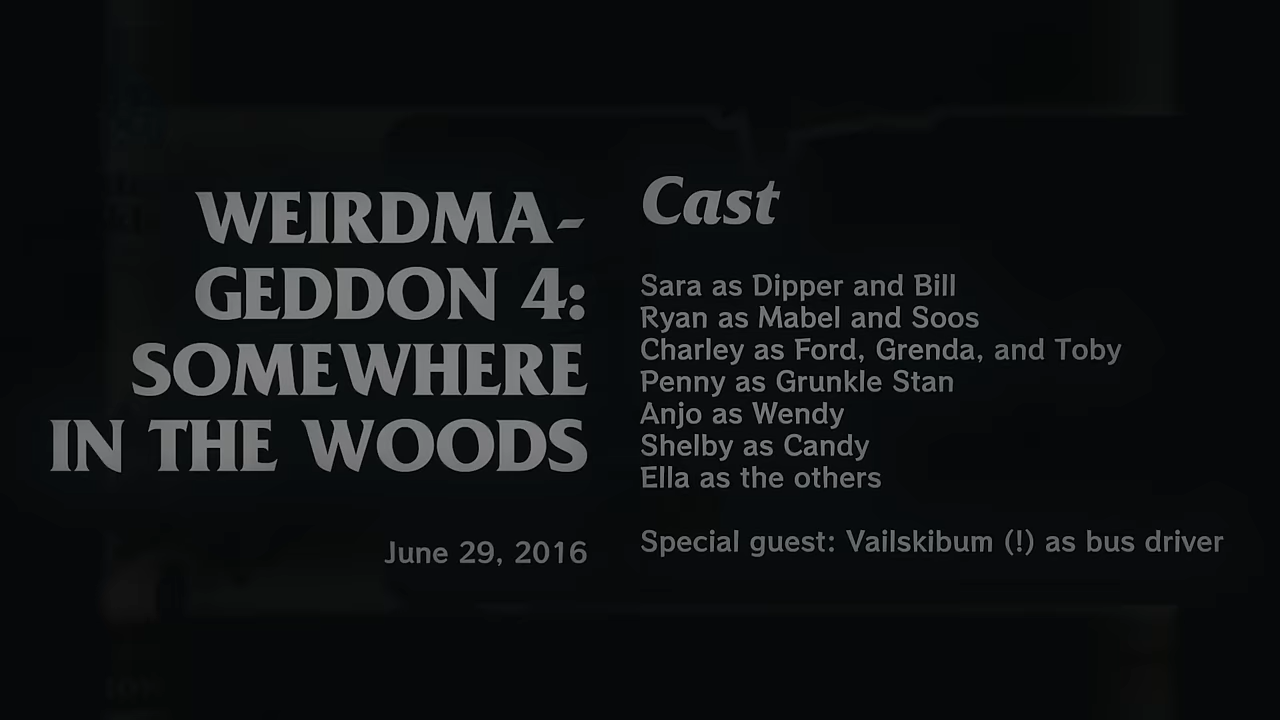 WEIRDMA-
GEDDON 4:
SOMEWHERE
IN THE WOODS
June 29, 2016
Cast
Sara as Dipper and Bill
Ryan as Mabel and Soos
Charley as Ford, Grenda, and Toby
Penny as Grunkle Stan
Anjo as Wendy
Shelby as Candy
Ella as the others
Special guest: Vailskibum (!) as bus driver